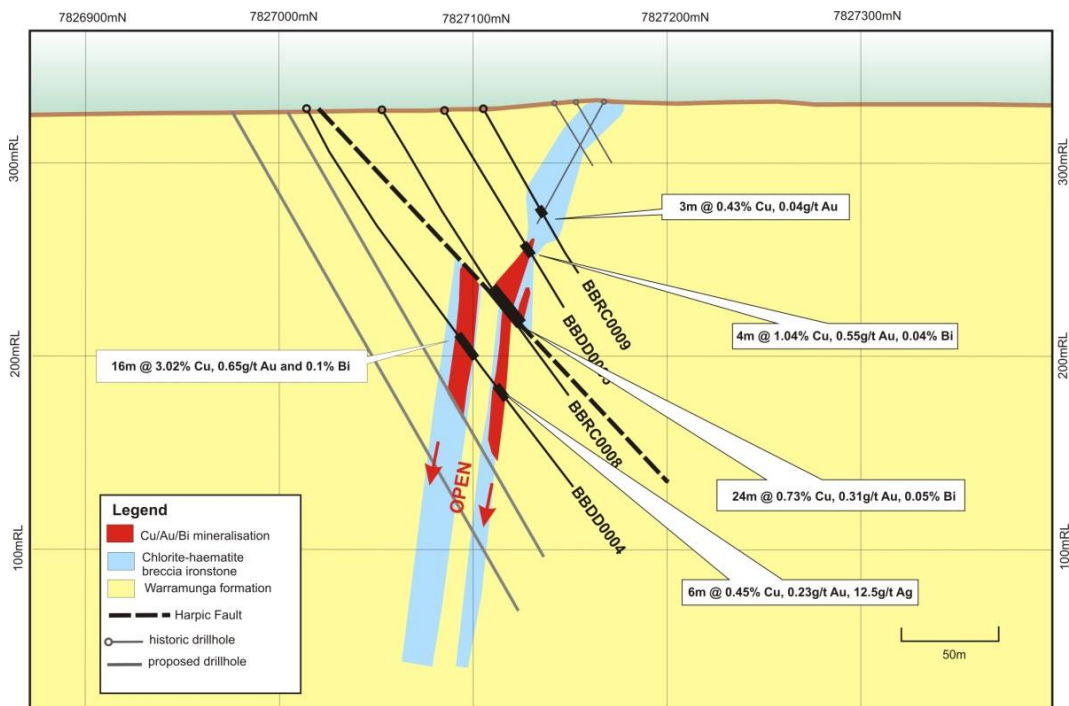 7826900mN
7827000mN
7827100mN
7827200mN
7827300mN
300mRL
300mRL
3m @ 0.43% Cu, 0.04g/t Au
BBRC0009
4m @ 1.04% Cu, 0.55g/t Au, 0.04% Bi
200mRL
16m @ 3.02% Cu, 0.65g/t Au and 0.1% Bi
200mRL
BBRC0008
OPEN
24m @ 0.73% Cu, 0.31g/t Au, 0.05% Bi
BBDD0004
100mRL
100mRL
6m @ 0.45% Cu, 0.23g/t Au, 12.5g/t Ag
Legend
Cu/Au/Bi mineralisation
Chlorite-haematite
breccia ironstone
Warramunga formation
Harpic Fault
historic drillhole
proposed drillhole
50m